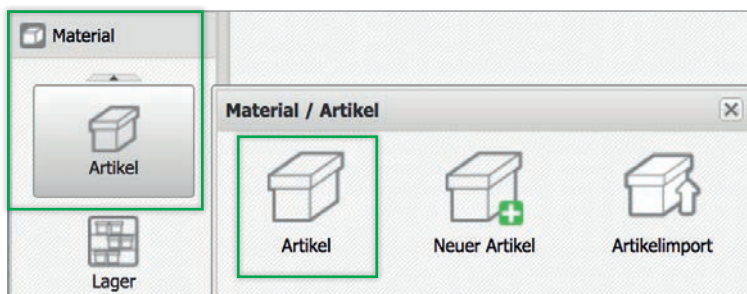 Material
Artikel
Lager
Material / Artikel
Artikel
Neuer Artikel
Artikelimport